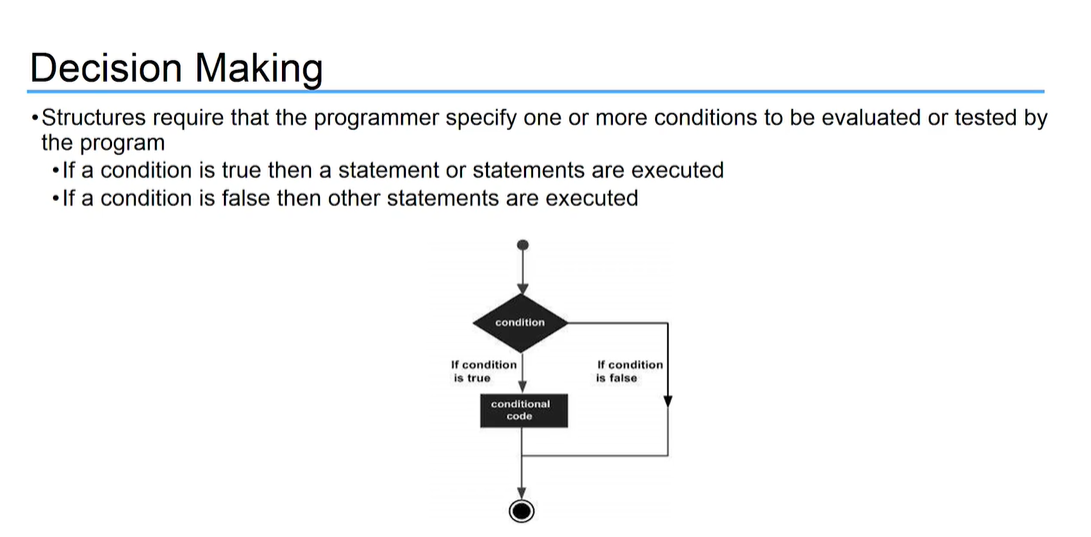 Decision Making
•Structures require that the programmer specify one or more conditions to be evaluated or tested by
the program
•If a condition is true then a statement or statements are executed
•If a condition is false then other statements are executed
condition
If condition
is true
If condition
is false
conditional
code